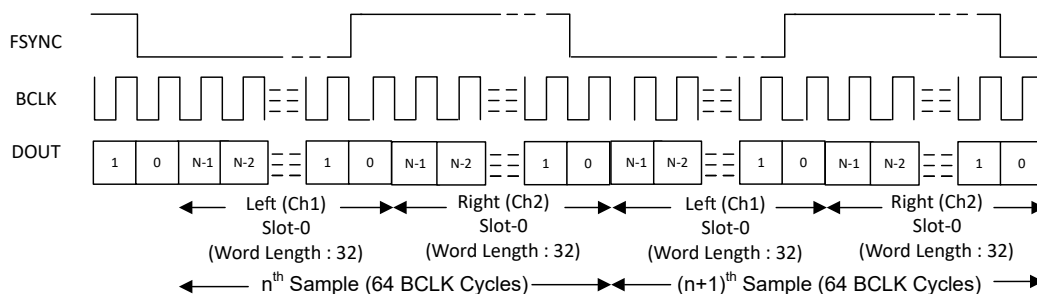 FSYNC
BCLK
DOUT 1 0 N-1 N-2 1 0 N-1 N-2 1 0 N-1 N-2 1 0 N-1 N-2 1 0
Left (Ch1) Right (Ch2) Left (Ch1) Right (Ch2)
Slot-0 Slot-0 Slot-0 Slot-0
(Word Length : 32) (Word Length : 32) (Word Length : 32) (Word Length : 32)
nth Sample (64 BCLK Cycles) (n+1)th Sample (64 BCLK Cycles)